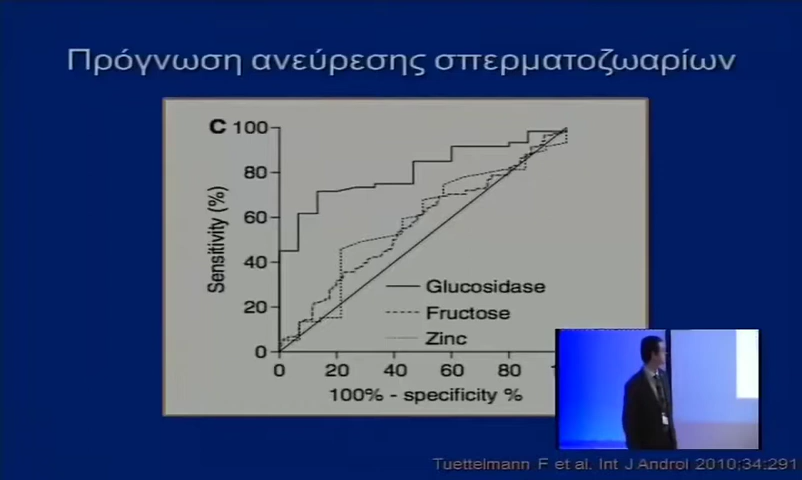 Πρόγνωση ανεύρεσης σπερματοζωαρίων
C
100
80
60
40
20
0
Sensitivity (%)
Glucosidase
Fructose
Zinc
0 20 40 60 80
100% - specificity %
Tuettelmann F et al. Int J Androl 2010;34:291